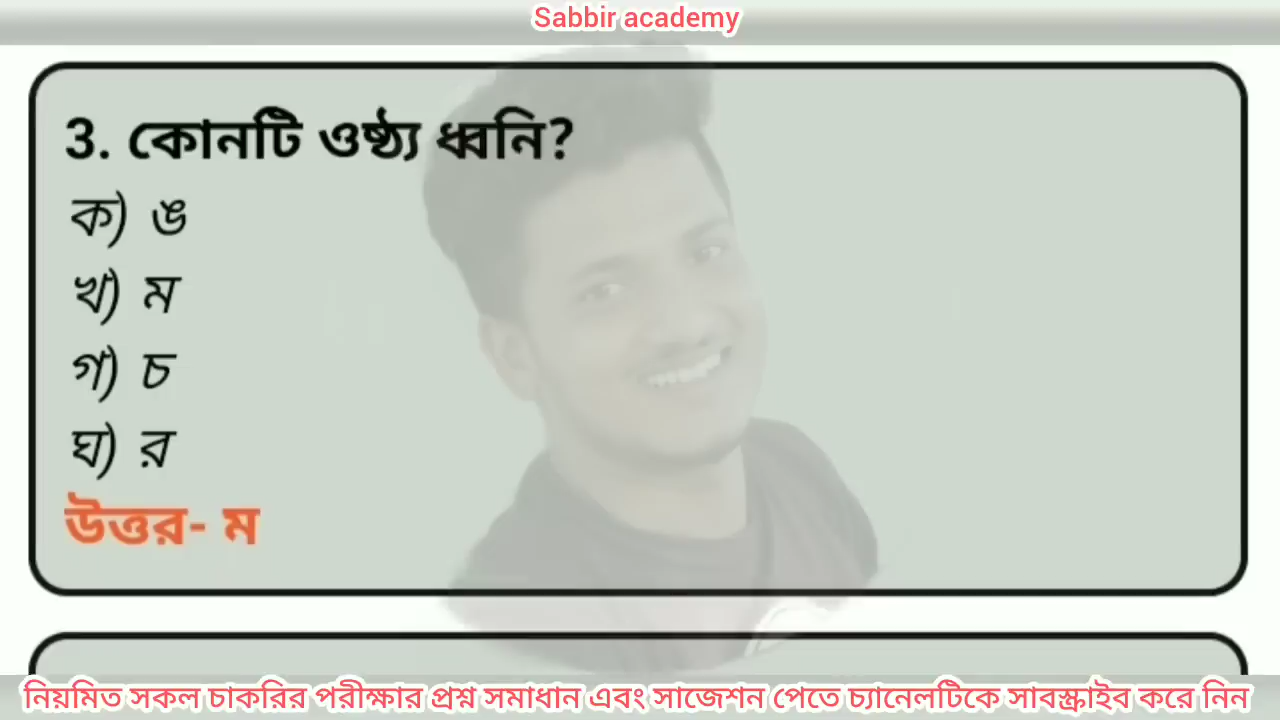 Sabbir academy
3. কোনটি ওষ্ঠ্য ধ্বনি?
ক) ঙ
খ) ম
গ) চ
ঘ) র
উত্তর- ম
নিয়মিত সকল চাকরির পরীক্ষার প্রশ্ন সমাধান এবং সাজেশন পেতে চ্যানেলটিকে সাবস্ক্রাইব করে নিন